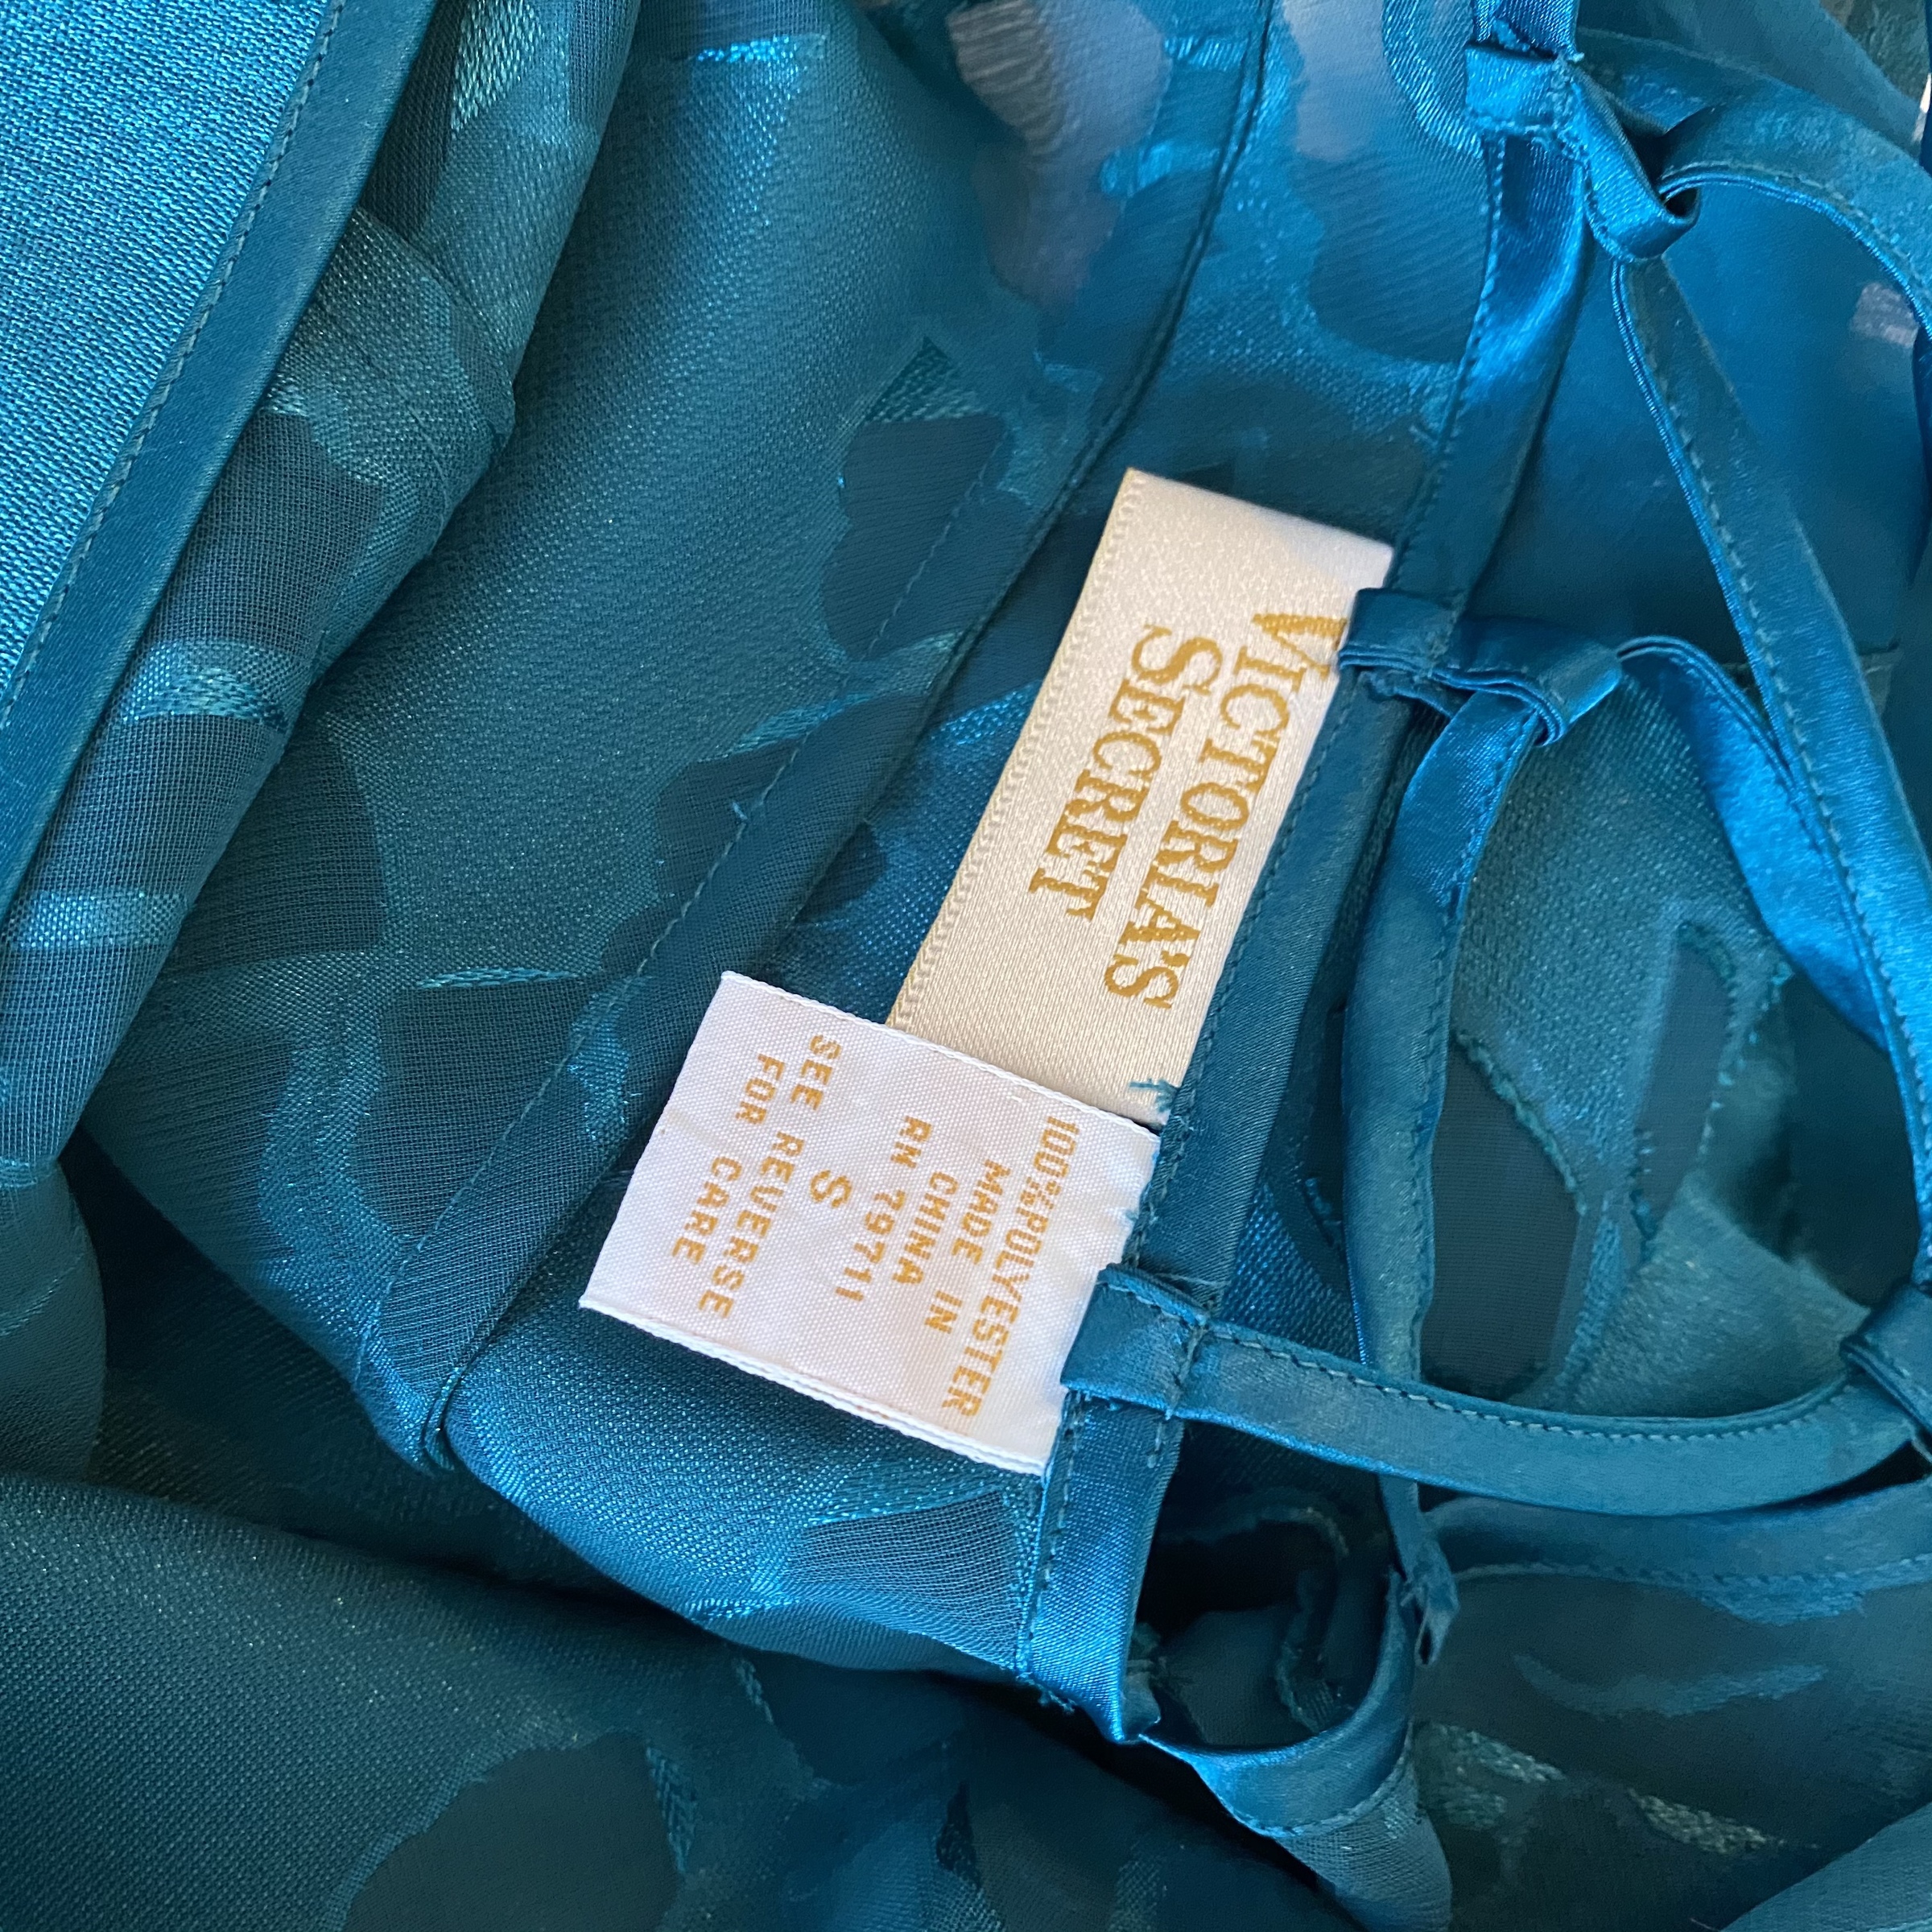 VICTORIA'S
SECRET
100%POLYESTER
MADE IN
CHINA
RN 79711
S
SEE REVERSE
FOR CARE